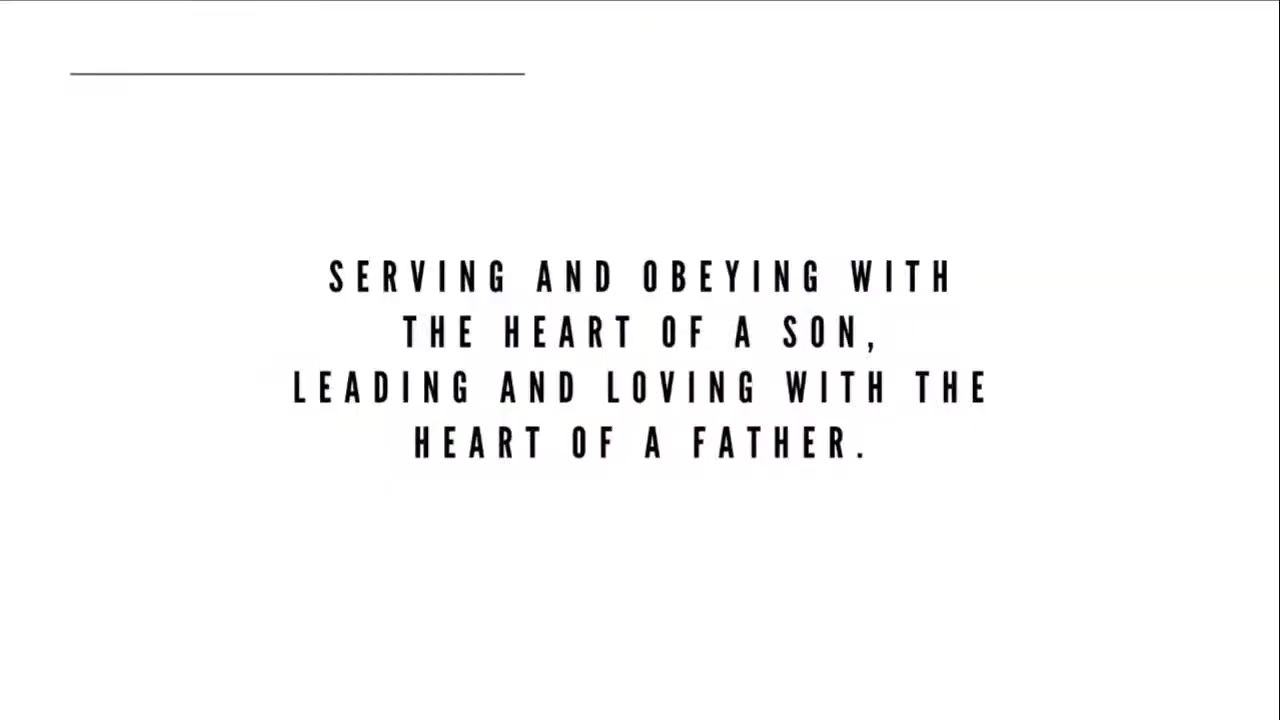 SERVING AND OBEYING WITH
THE HEART OF A SON,
LEADING AND LOVING WITH THE
HEART OF A FATHER.